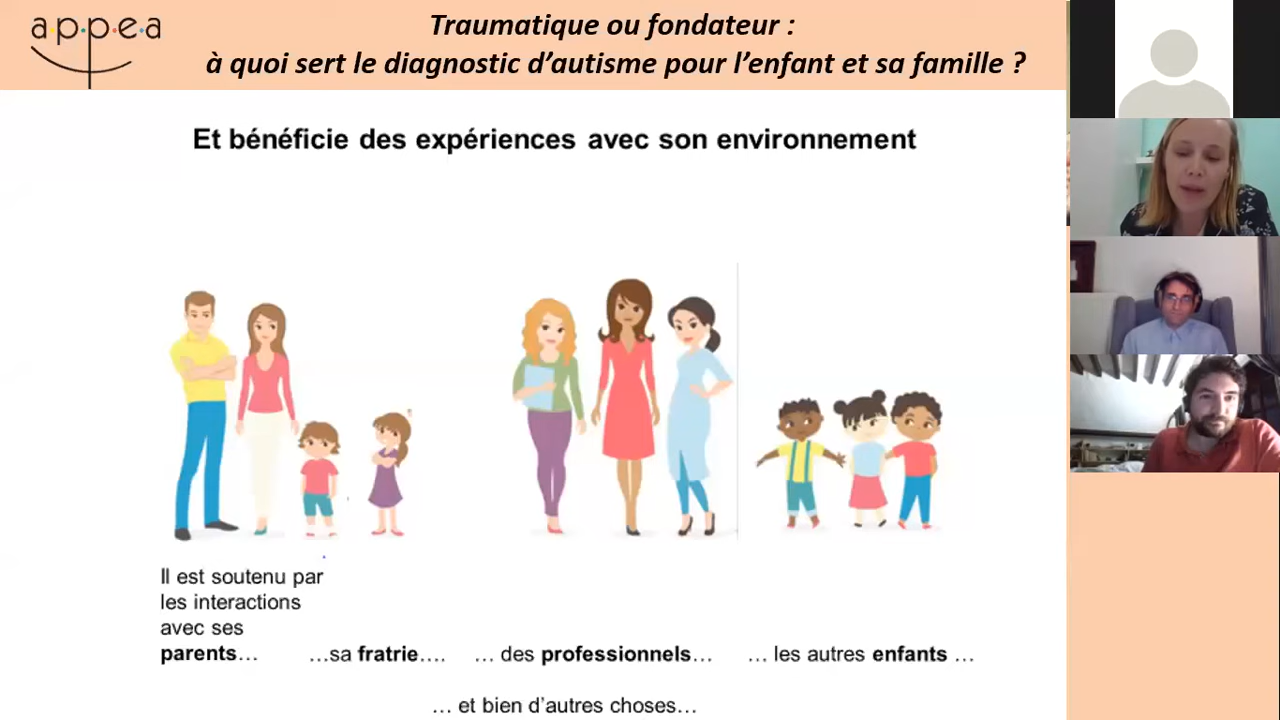 a·p·p·e·a
Traumatique ou fondateur :
à quoi sert le diagnostic d’autisme pour l’enfant et sa famille ?
Et bénéficie des expériences avec son environnement
Il est soutenu par
les interactions
avec ses
parents…
…sa fratrie….
… des professionnels…
… les autres enfants …
… et bien d’autres choses…